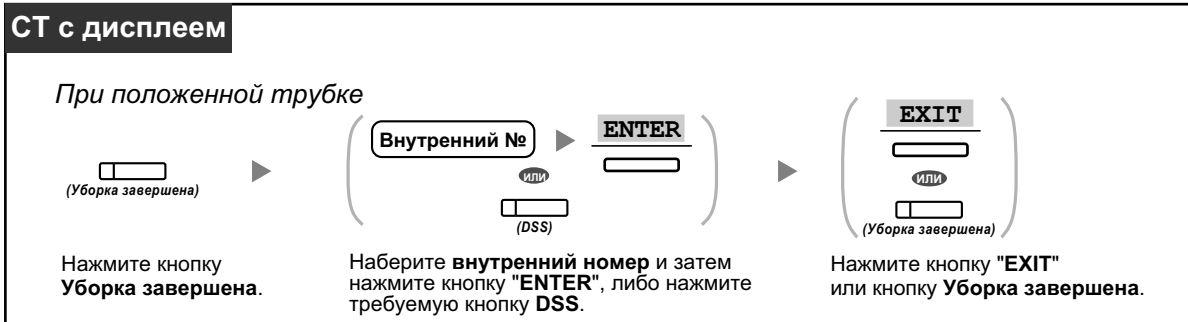 СТ с дисплеем
При положенной трубке
(Уборка завершена)
Внутренний №
ENTER
или
(DSS)
EXIT
или
(Уборка завершена)
Нажмите кнопку
Уборка завершена.
Наберите внутренний номер и затем
нажмите кнопку "ENTER", либо нажмите
требуемую кнопку DSS.
Нажмите кнопку "EXIT"
или кнопку Уборка завершена.